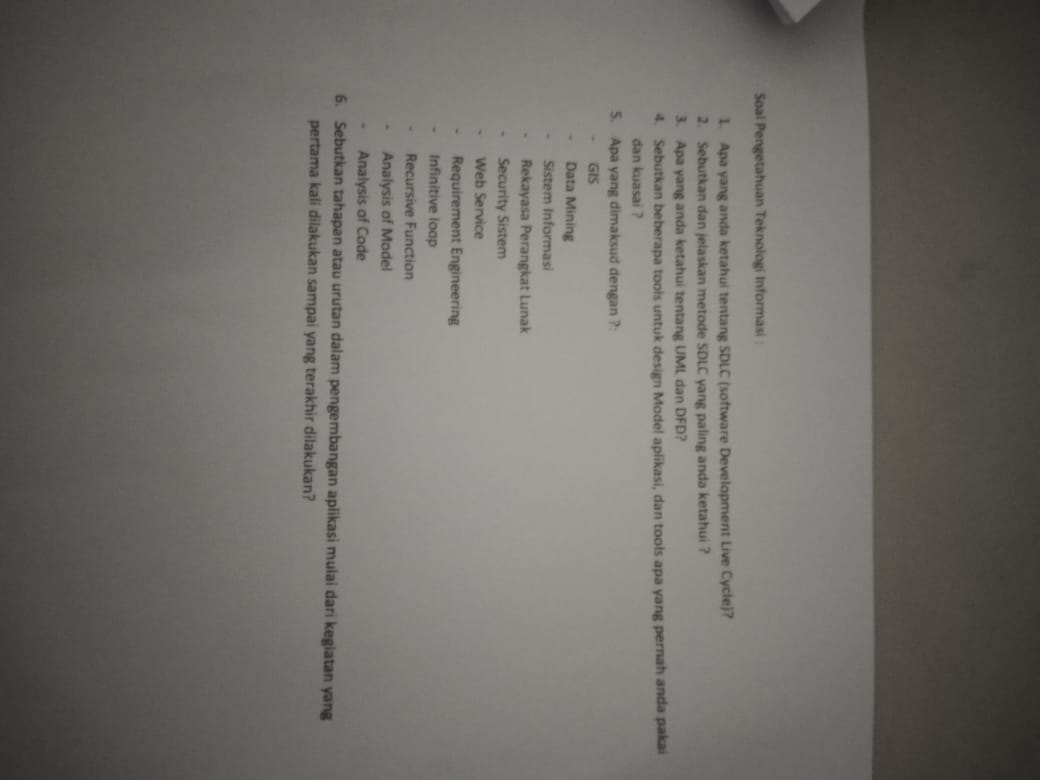 Soal Pengetahuan Teknologi Informasi :
1. Apa yang anda ketahui tentang SDLC (software Development Live Cycle)?
2. Sebutkan dan jelaskan metode SDLC yang paling anda ketahui ?
3. Apa yang anda ketahui tentang UML dan DFD?
4. Sebutkan beberapa tools untuk design Model aplikasi, dan tools apa yang pernah anda pakai
dan kuasai ?
5. Apa yang dimaksud dengan ?:
- GIS
- Data Mining
- Sistem Informasi
- Rekayasa Perangkat Lunak
- Security Sistem
- Web Service
- Requirement Engineering
- Infinitive loop
- Recursive Function
- Analysis of Model
- Analysis of Code
6. Sebutkan tahapan atau urutan dalam pengembangan aplikasi mulai dari kegiatan yang
pertama kali dilakukan sampai yang terakhir dilakukan?